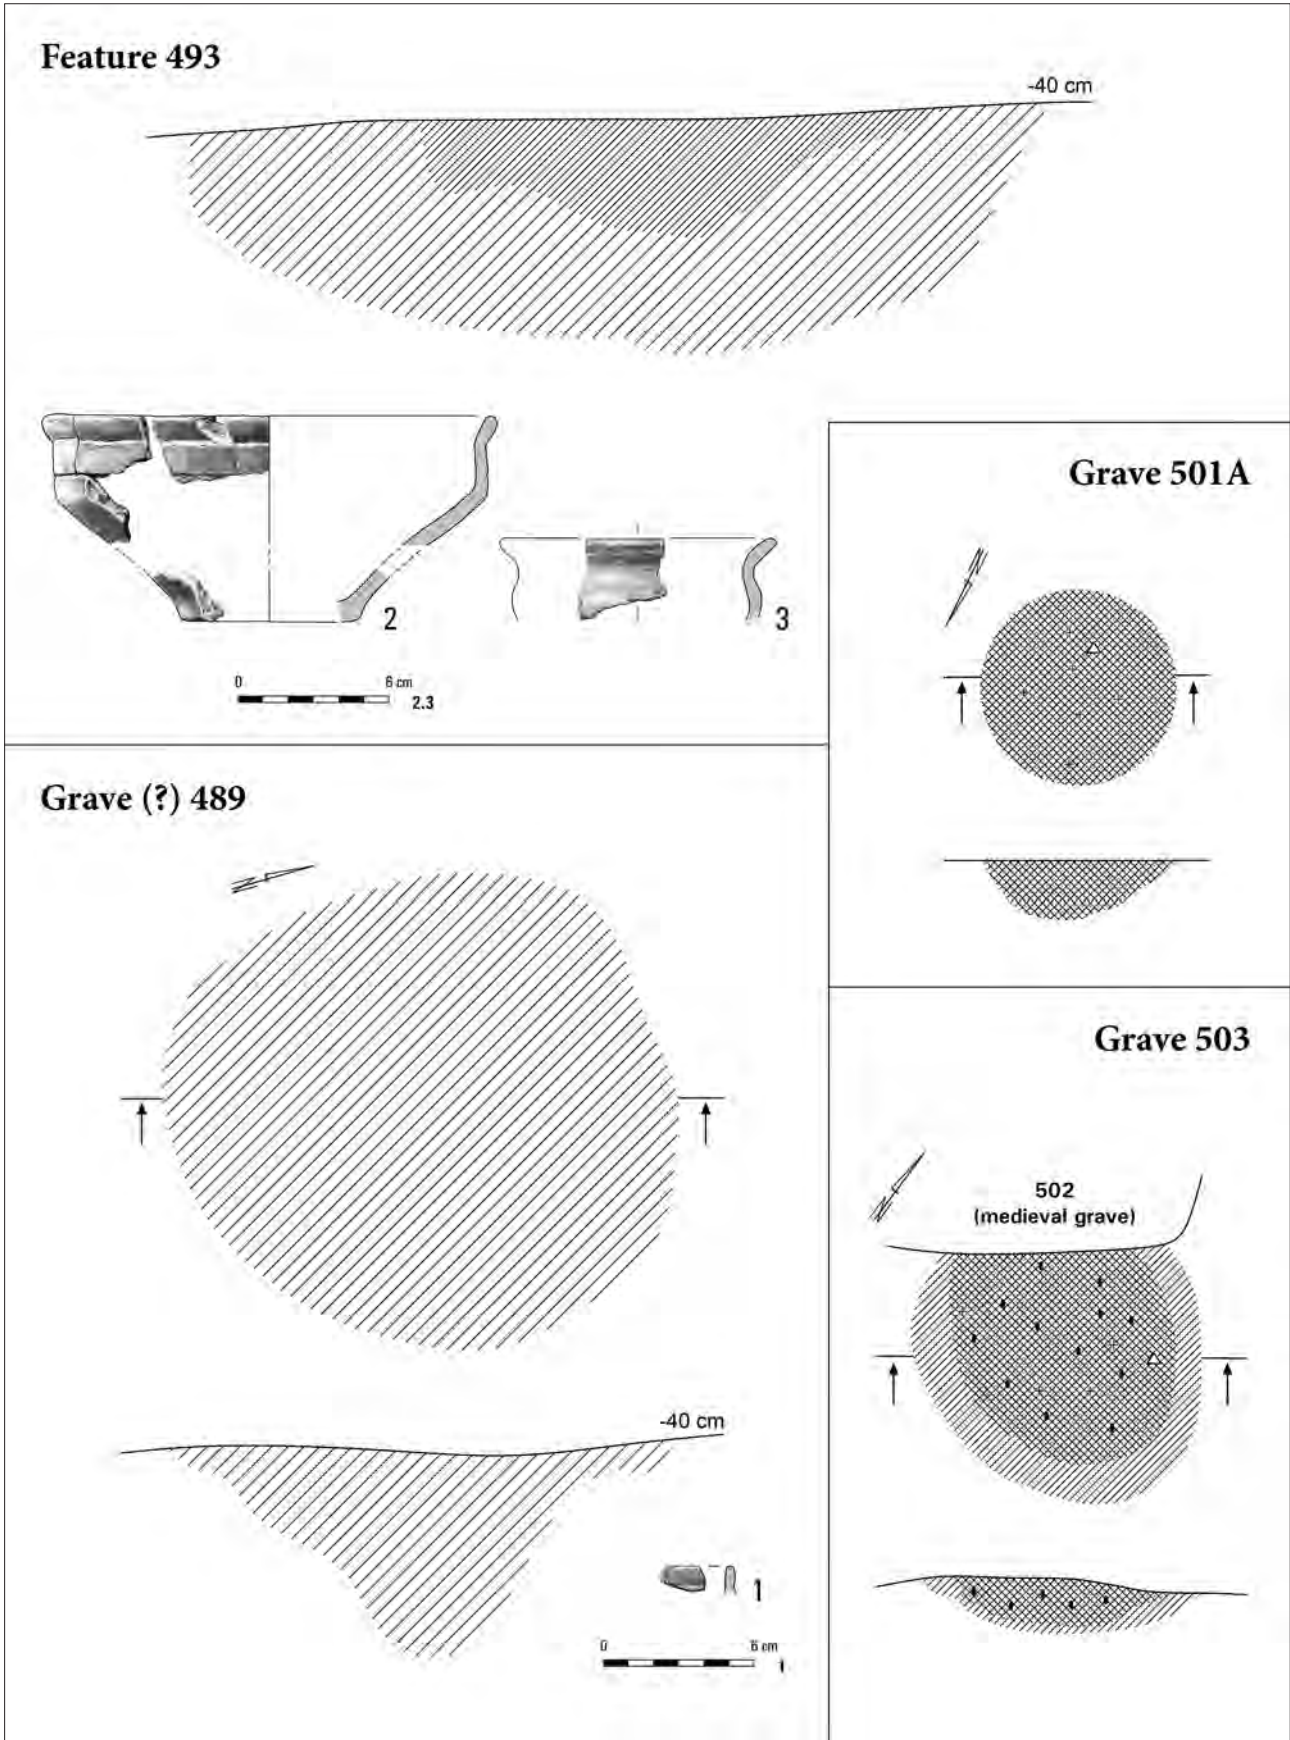 Feature 493
-40 cm
2
3
0 6 cm
2.3
Grave 501A
Grave (?) 489
-40 cm
1
0 6 cm
1
Grave 503
502
(medieval grave)